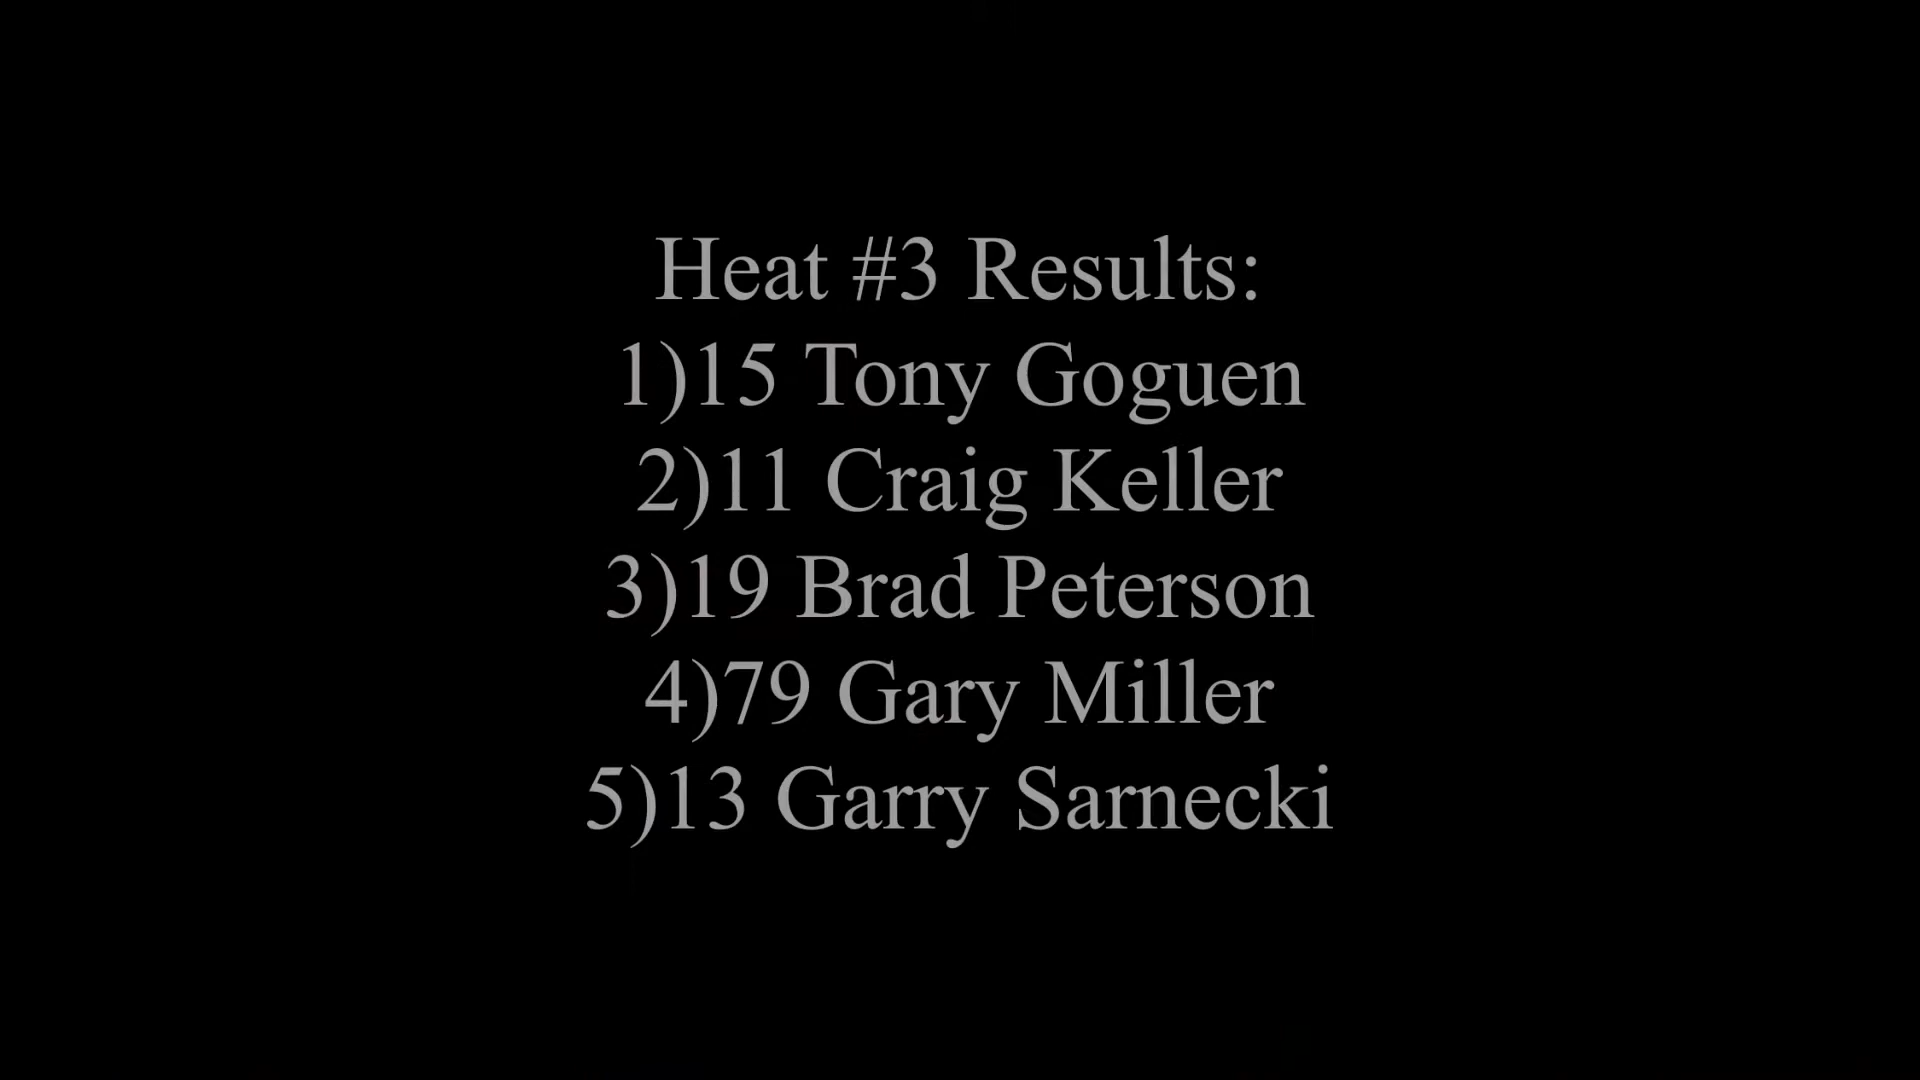 Heat #3 Results:
1)15 Tony Goguen
2)11 Craig Keller
3)19 Brad Peterson
4)79 Gary Miller
5)13 Garry Sarnecki